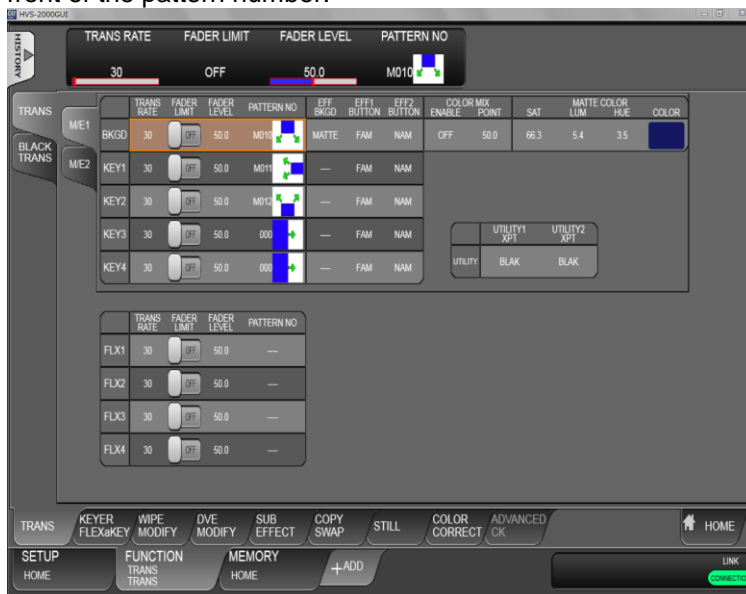 front of the pattern number.
HVS-2000GUI
HISTORY
TRANS RATE FADER LIMIT FADER LEVEL PATTERN NO
30 OFF 50.0 M010
TRANS
BLACK TRANS
M/E1
M/E2
TRANS RATE FADER LIMIT FADER LEVEL PATTERN NO EFF BKGD EFF1 BUTTON EFF2 BUTTON COLOR MIX ENABLE POINT MATTE COLOR SAT LUM HUE COLOR
BKGD 30 OFF 50.0 M010 MATTE FAM NAM OFF 50.0 66.3 5.4 3.5
KEY1 30 OFF 50.0 M011 — FAM NAM
KEY2 30 OFF 50.0 M012 — FAM NAM
KEY3 30 OFF 50.0 000 — FAM NAM
KEY4 30 OFF 50.0 000 — FAM NAM
UTILITY1 XPT UTILITY2 XPT
UTILITY BLAK BLAK
TRANS RATE FADER LIMIT FADER LEVEL PATTERN NO
FLX1 30 OFF 50.0 —
FLX2 30 OFF 50.0 —
FLX3 30 OFF 50.0 —
FLX4 30 OFF 50.0 —
TRANS KEYER FLEXaKEY WIPE MODIFY DVE MODIFY SUB EFFECT COPY SWAP STILL COLOR CORRECT ADVANCED CK HOME
SETUP HOME FUNCTION TRANS TRANS MEMORY HOME +ADD LINK
CONNECTIO